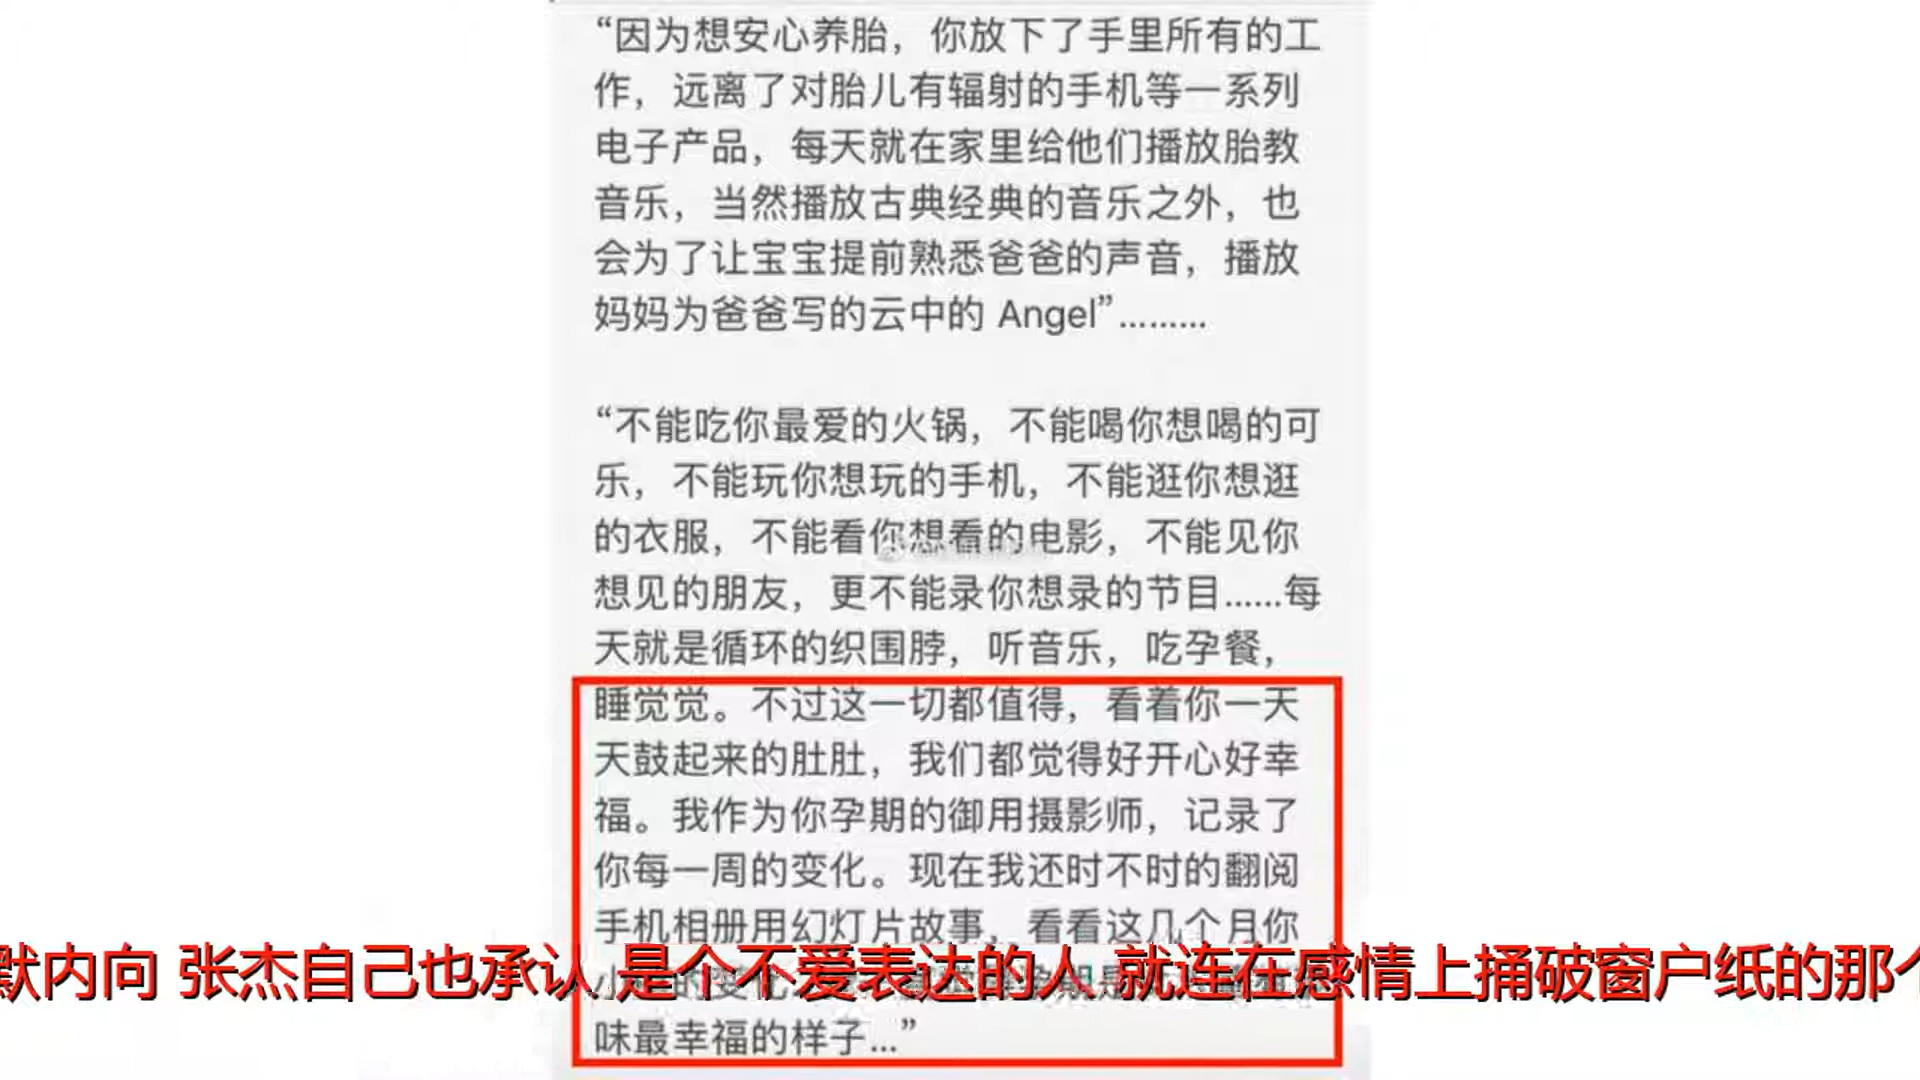 “因为想安心养胎，你放下了手里所有的工
作，远离了对胎儿有辐射的手机等一系列
电子产品，每天就在家里给他们播放胎教
音乐，当然播放古典经典的音乐之外，也
会为了让宝宝提前熟悉爸爸的声音，播放
妈妈为爸爸写的云中的 Angel”………
“不能吃你最爱的火锅，不能喝你想喝的可
乐，不能玩你想玩的手机，不能逛你想逛
的衣服，不能看你想看的电影，不能见你
想见的朋友，更不能录你想录的节目……每
天就是循环的织围脖，听音乐，吃孕餐，
睡觉觉。不过这一切都值得，看着你一天
天鼓起来的肚肚，我们都觉得好开心好幸
福。我作为你孕期的御用摄影师，记录了
你每一周的变化。现在我还时不时的翻阅
手机相册用幻灯片故事，看看这几个月你
默内向 张杰自己也承认 是个不爱表达的人 就连在感情上捅破窗户纸的那个
味最幸福的样子…”